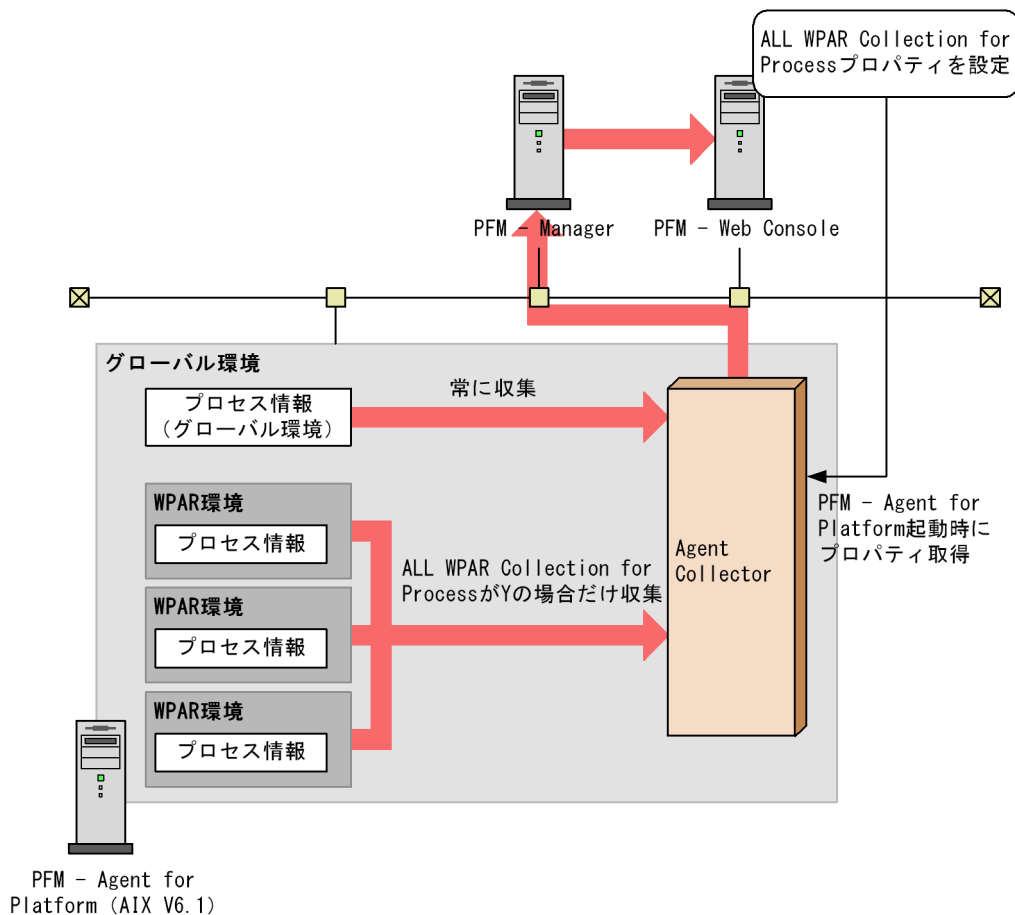 ALL WPAR Collection for
Processプロパティを設定
PFM - Manager
PFM - Web Console
グローバル環境
プロセス情報
(グローバル環境)
常に収集
WPAR環境
プロセス情報
WPAR環境
プロセス情報
WPAR環境
プロセス情報
ALL WPAR Collection for
ProcessがYの場合だけ収集
Agent
Collector
PFM - Agent for
Platform起動時に
プロパティ取得
PFM - Agent for
Platform(AIX V6.1)